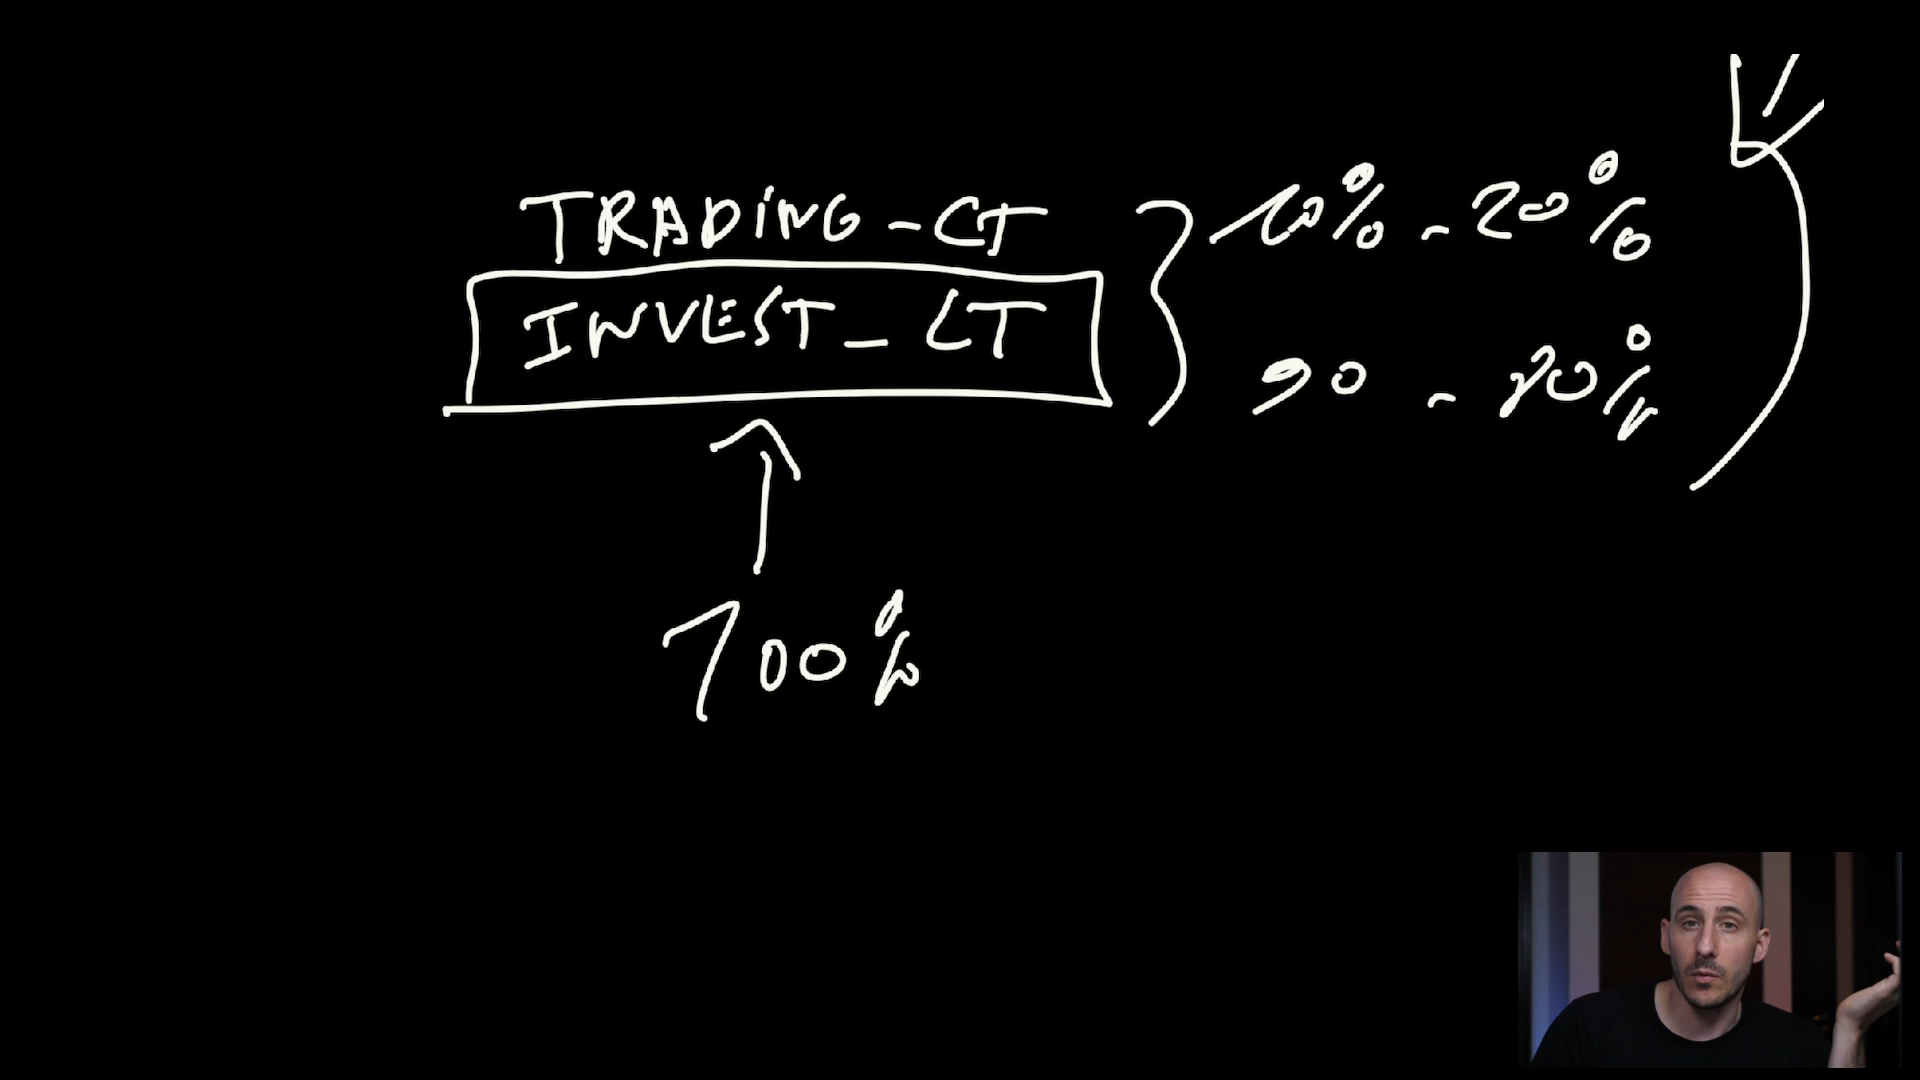 TRADING - CT
INVEST - LT
10% - 20%
90 - 80%
100%